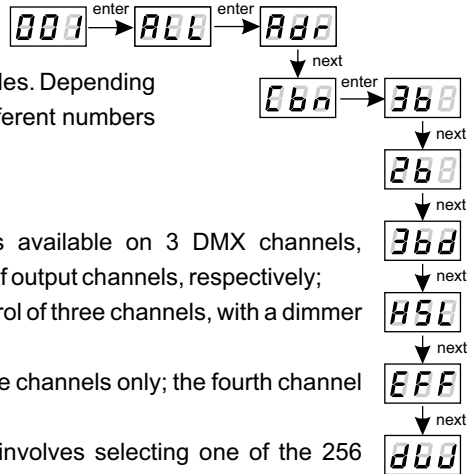 enter enter
001 ALL Adr
next
les. Depending
enter
Cbn 3b
ferent numbers
next
2b
next
s available on 3 DMX channels,
3bd
f output channels, respectively;
next
rol of three channels, with a dimmer
HSL
next
e channels only; the fourth channel
EFF
next
involves selecting one of the 256